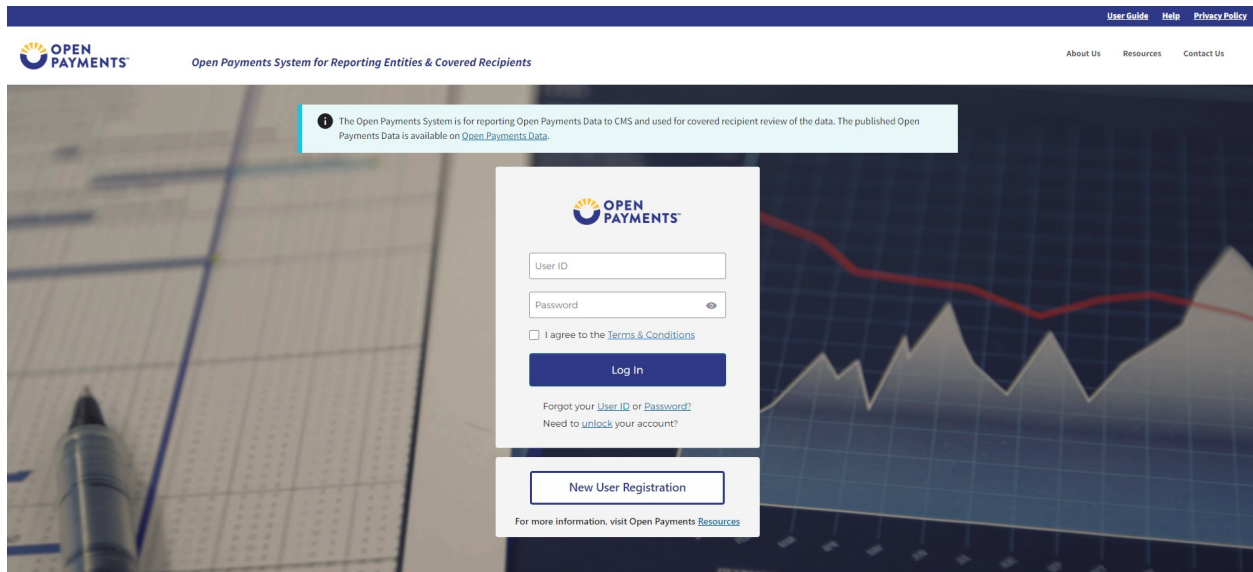 User Guide Help Privacy Policy
OPEN
PAYMENTS™
Open Payments System for Reporting Entities & Covered Recipients
About Us Resources Contact Us
The Open Payments System is for reporting Open Payments Data to CMS and used for covered recipient review of the data. The published Open
Payments Data is available on Open Payments Data.
OPEN
PAYMENTS™
User ID
Password
I agree to the Terms & Conditions
Log In
Forgot your User ID or Password?
Need to unlock your account?
New User Registration
For more information, visit Open Payments Resources